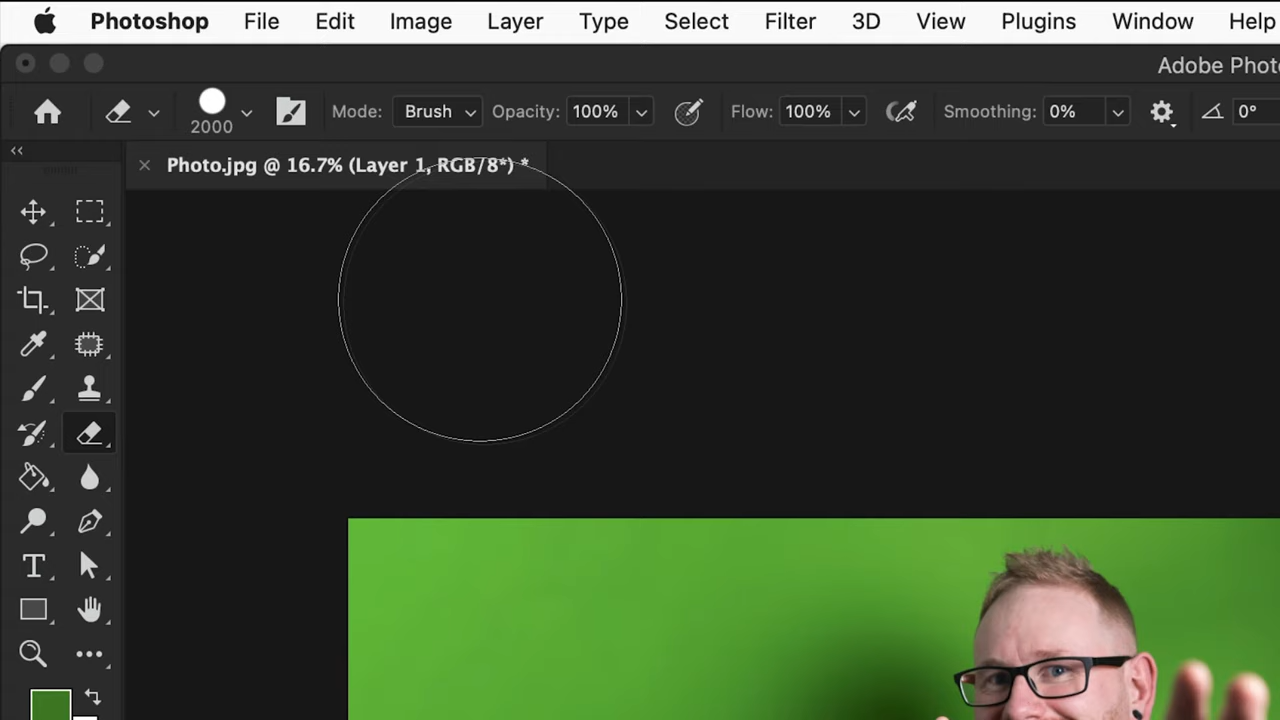 Photoshop File Edit Image Layer Type Select Filter 3D View Plugins Window Help
Adobe Phot
2000 Mode: Brush Opacity: 100% Flow: 100% Smoothing: 0% 0°
Photo.jpg @ 16.7% (Layer 1, RGB/8*) *